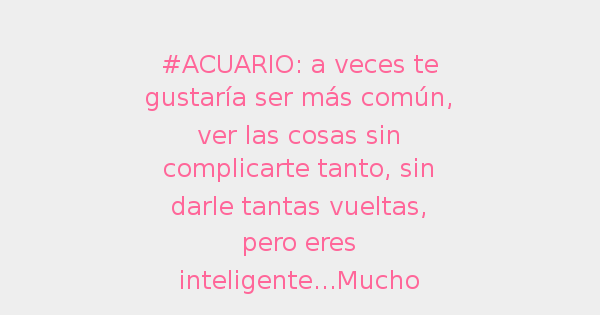 #ACUARIO: a veces te
gustaría ser más común,
ver las cosas sin
complicarte tanto, sin
darle tantas vueltas,
pero eres
inteligente...Mucho